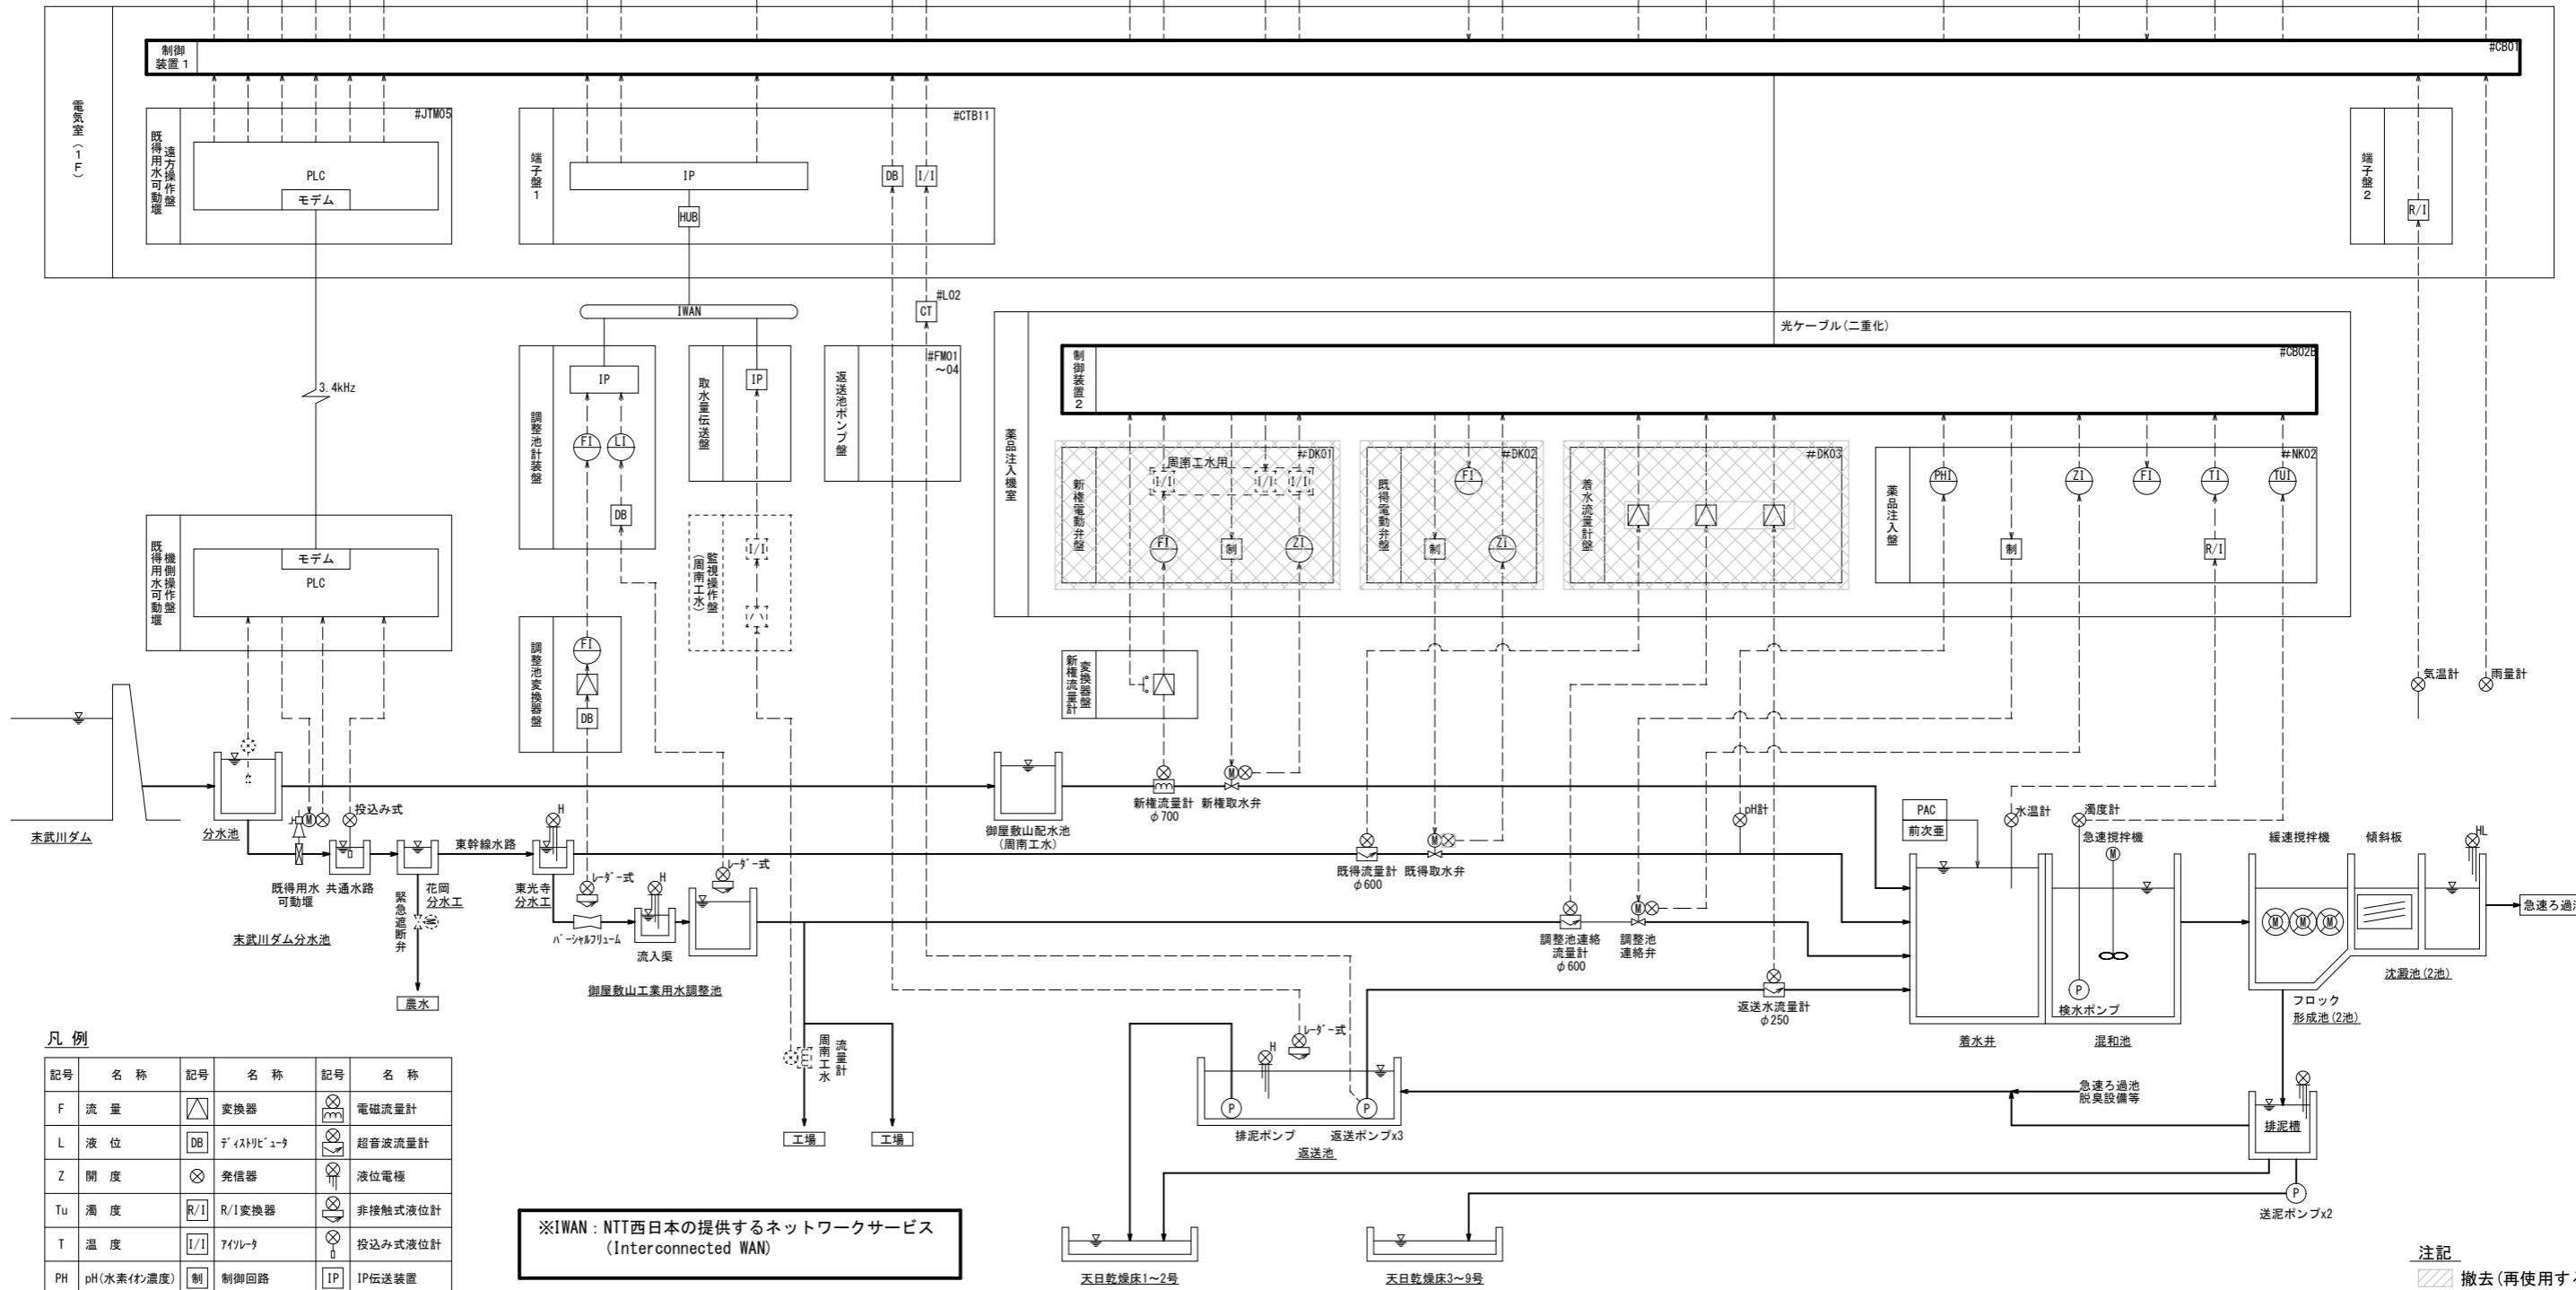 制御
装置１
#CB01
電気室（１Ｆ）
既得用水可動堰
遠方操作盤
#JTM05
PLC
モデム
端子盤１
#CTB11
IP
HUB
DB
I/I
端子盤２
R/I
IWAN
#L02
CT
3.4kHz
調整池計装盤
IP
FI
LI
DB
取水量伝送盤
IP
返送池ポンプ盤
#FM01
～04
薬品注入機室
光ケーブル(二重化)
制御装置２
#CB02B
新権電動弁盤
周南工水用
#DK01
I/I
I/I
I/I
FI
制
ZI
既得電動弁盤
#DK02
FI
制
ZI
着水流量計盤
#DK03
薬品注入盤
#NK02
PHI
ZI
FI
TI
TUI
制
R/I
既得用水可動堰
機側操作盤
モデム
PLC
監視操作盤
(周南工水)
I/I
調整池変換器盤
FI
DB
新権流量計
変換器盤
気温計
雨量計
末武川ダム
分水池
投込み式
M
既得用水
可動堰
共通水路
花岡
分水工
東幹線水路
東光寺
分水工
H
緊急遮断弁
M
農水
末武川ダム分水池
ﾊﾟｰｼｬﾙﾌﾘｭｰﾑ
ﾚｰﾀﾞｰ式
H
流入渠
ﾚｰﾀﾞｰ式
御屋敷山工業用水調整池
御屋敷山配水池
(周南工水)
新権流量計
φ700
M
新権取水弁
既得流量計
φ600
M
既得取水弁
pH計
調整池連絡
流量計
φ600
M
調整池
連絡弁
返送水流量計
φ250
PAC
前次亜
水温計
濁度計
急速撹拌機
M
P
検水ポンプ
着水井
混和池
緩速撹拌機
傾斜板
HL
M
M
M
急速ろ過池
沈澱池(2池)
フロック
形成池(2池)
周南工水
流量計
工場
工場
H
ﾚｰﾀﾞｰ式
P
P
排泥ポンプ
返送ポンプx3
返送池
急速ろ過池
脱臭設備等
排泥槽
P
送泥ポンプx2
天日乾燥床1～2号
天日乾燥床3～9号
凡 例
記号 名 称 記号 名 称 記号 名 称
F 流 量 変換器 電磁流量計
L 液 位 DB ﾃﾞｨｽﾄﾘﾋﾞｭｰﾀ 超音波流量計
Z 開 度 発信器 液位電極
Tu 濁 度 R/I R/I変換器 非接触式液位計
T 温 度 I/I ｱｲｿﾚｰﾀ 投込み式液位計
PH pH(水素ｲｵﾝ濃度) 制 制御回路 IP IP伝送装置
※IWAN：NTT西日本の提供するネットワークサービス
(Interconnected WAN)
注記
撤去(再使用する